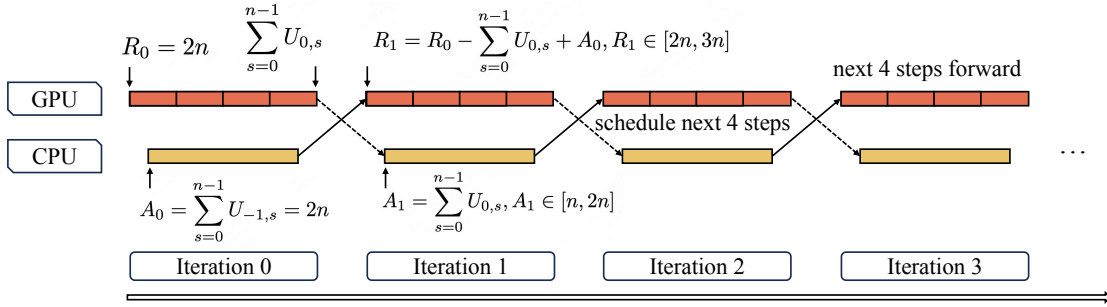 R_0 = 2n
\sum_{s=0}^{n-1} U_{0,s}
R_1 = R_0 - \sum_{s=0}^{n-1} U_{0,s} + A_0, R_1 \in [2n, 3n]
next 4 steps forward
GPU
schedule next 4 steps
CPU
...
A_0 = \sum_{s=0}^{n-1} U_{-1,s} = 2n
A_1 = \sum_{s=0}^{n-1} U_{0,s}, A_1 \in [n, 2n]
Iteration 0
Iteration 1
Iteration 2
Iteration 3